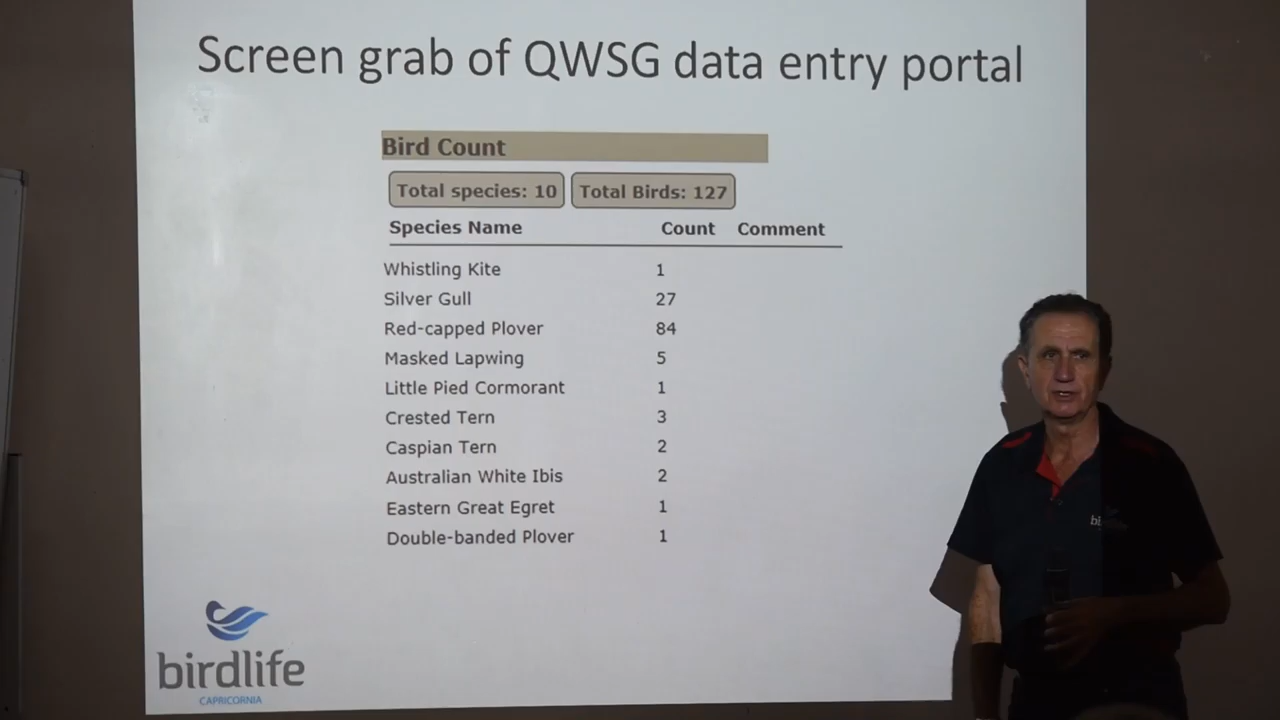 Screen grab of QWSG data entry portal
Bird Count
Total species: 10 Total Birds: 127
Species Name Count Comment
Whistling Kite 1
Silver Gull 27
Red-capped Plover 84
Masked Lapwing 5
Little Pied Cormorant 1
Crested Tern 3
Caspian Tern 2
Australian White Ibis 2
Eastern Great Egret 1
Double-banded Plover 1
birdlife
CAPRICORNIA